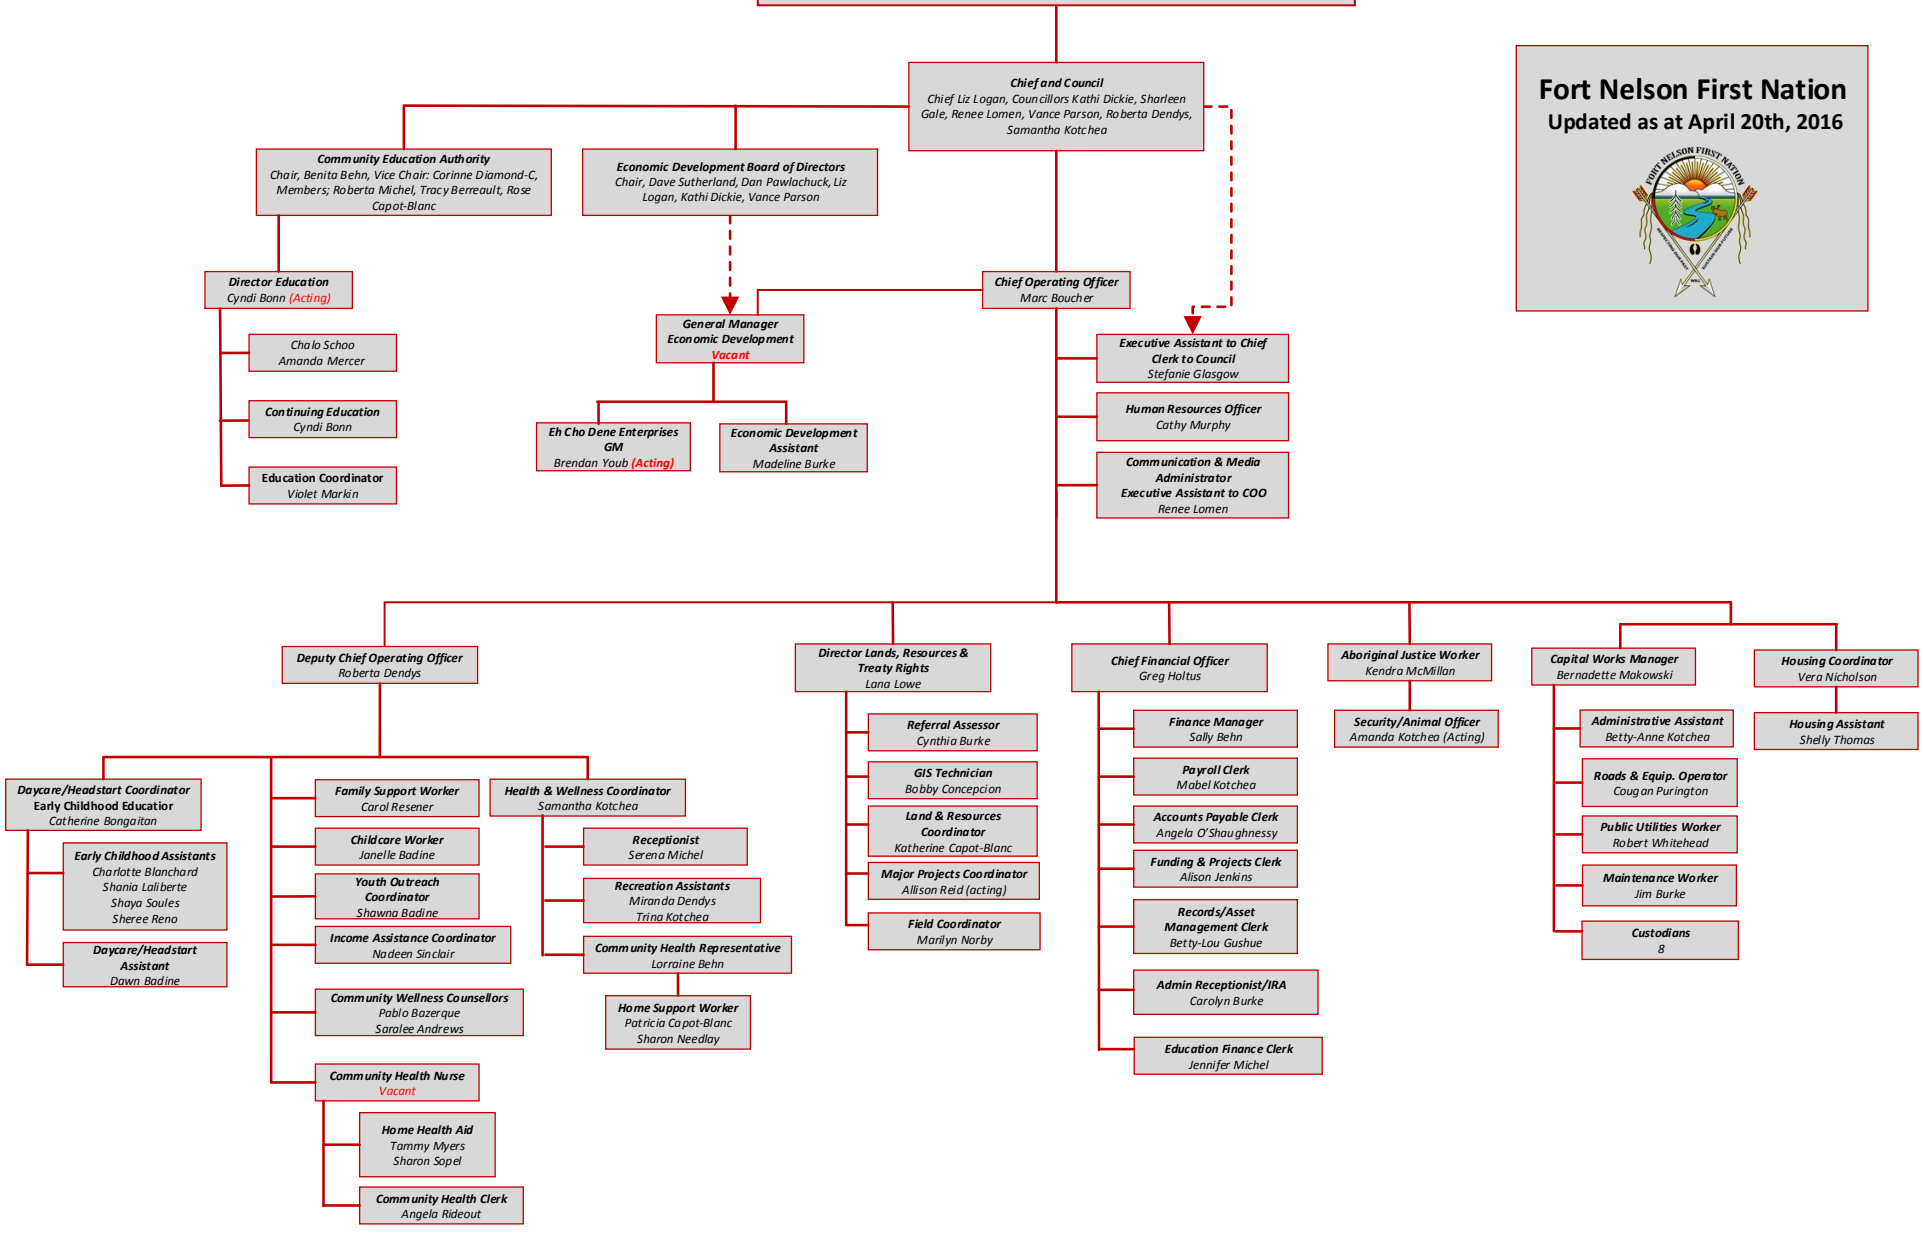 Chief and Council
Chief Liz Logan, Councillors Kathi Dickie, Sharleen
Gale, Renee Lomen, Vance Parson, Roberta Dendys,
Samantha Kotchea
Fort Nelson First Nation
Updated as at April 20th, 2016
FORT NELSON FIRST NATION
RESPECTING OUR PAST
SUSTAIN OUR FUTURE
Community Education Authority
Chair, Benita Behn, Vice Chair: Corinne Diamond-C,
Members; Roberta Michel, Tracy Berreault, Rose
Capot-Blanc
Economic Development Board of Directors
Chair, Dave Sutherland, Dan Pawlachuck, Liz
Logan, Kathi Dickie, Vance Parson
Director Education
Cyndi Bonn (Acting)
Chalo Schoo
Amanda Mercer
Continuing Education
Cyndi Bonn
Education Coordinator
Violet Markin
General Manager
Economic Development
Vacant
Eh Cho Dene Enterprises
GM
Brendan Youb (Acting)
Economic Development
Assistant
Madeline Burke
Chief Operating Officer
Marc Boucher
Executive Assistant to Chief
Clerk to Council
Stefanie Glasgow
Human Resources Officer
Cathy Murphy
Communication & Media
Administrator
Executive Assistant to COO
Renee Lomen
Deputy Chief Operating Officer
Roberta Dendys
Daycare/Headstart Coordinator
Early Childhood Educatior
Catherine Bongaitan
Early Childhood Assistants
Charlotte Blanchard
Shania Laliberte
Shaya Soules
Sheree Reno
Daycare/Headstart
Assistant
Dawn Badine
Family Support Worker
Carol Resener
Childcare Worker
Janelle Badine
Youth Outreach
Coordinator
Shawna Badine
Income Assistance Coordinator
Nadeen Sinclair
Community Wellness Counsellors
Pablo Bazerque
Saralee Andrews
Community Health Nurse
Vacant
Home Health Aid
Tammy Myers
Sharon Sopel
Community Health Clerk
Angela Rideout
Health & Wellness Coordinator
Samantha Kotchea
Receptionist
Serena Michel
Recreation Assistants
Miranda Dendys
Trina Kotchea
Community Health Representative
Lorraine Behn
Home Support Worker
Patricia Capot-Blanc
Sharon Needlay
Director Lands, Resources &
Treaty Rights
Lana Lowe
Referral Assessor
Cynthia Burke
GIS Technician
Bobby Concepcion
Land & Resources
Coordinator
Katherine Capot-Blanc
Major Projects Coordinator
Allison Reid (acting)
Field Coordinator
Marilyn Norby
Chief Financial Officer
Greg Holtus
Finance Manager
Sally Behn
Payroll Clerk
Mabel Kotchea
Accounts Payable Clerk
Angela O'Shaughnessy
Funding & Projects Clerk
Alison Jenkins
Records/Asset
Management Clerk
Betty-Lou Gushue
Admin Receptionist/IRA
Carolyn Burke
Education Finance Clerk
Jennifer Michel
Aboriginal Justice Worker
Kendra McMillan
Security/Animal Officer
Amanda Kotchea (Acting)
Capital Works Manager
Bernadette Makowski
Administrative Assistant
Betty-Anne Kotchea
Roads & Equip. Operator
Cougan Purington
Public Utilities Worker
Robert Whitehead
Maintenance Worker
Jim Burke
Custodians
8
Housing Coordinator
Vera Nicholson
Housing Assistant
Shelly Thomas